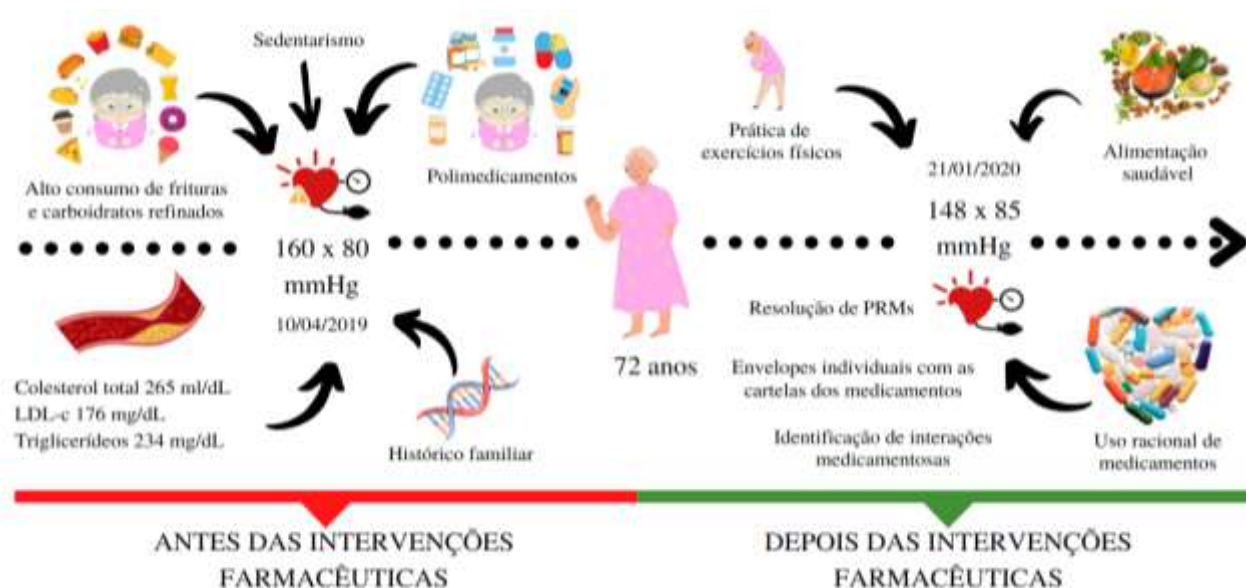 Sedentarismo
Alto consumo de frituras
e carboidratos refinados
Polimedicamentos
160 x 80
mmHg
10/04/2019
Colesterol total 265 ml/dL
LDL-c 176 mg/dL
Triglicerídeos 234 mg/dL
Histórico familiar
72 anos
Prática de
exercícios físicos
21/01/2020
148 x 85
mmHg
Alimentação
saudável
Resolução de PRMs
Envelopes individuais com as
cartelas dos medicamentos
Identificação de interações
medicamentosas
Uso racional de
medicamentos
ANTES DAS INTERVENÇÕES
FARMACÊUTICAS
DEPOIS DAS INTERVENÇÕES
FARMACÊUTICAS